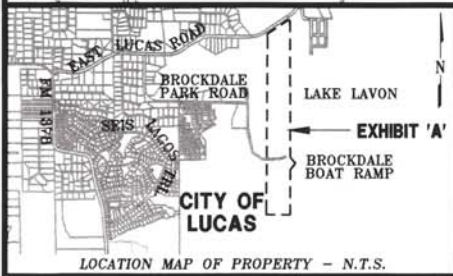 EAST LUCAS ROAD
N
BROCKDALE
PARK ROAD
LAKE LAVON
FM 1378
EXHIBIT 'A'
SEIS LAGOS TRL
BROCKDALE
BOAT RAMP
CITY OF
LUCAS
LOCATION MAP OF PROPERTY - N.T.S.